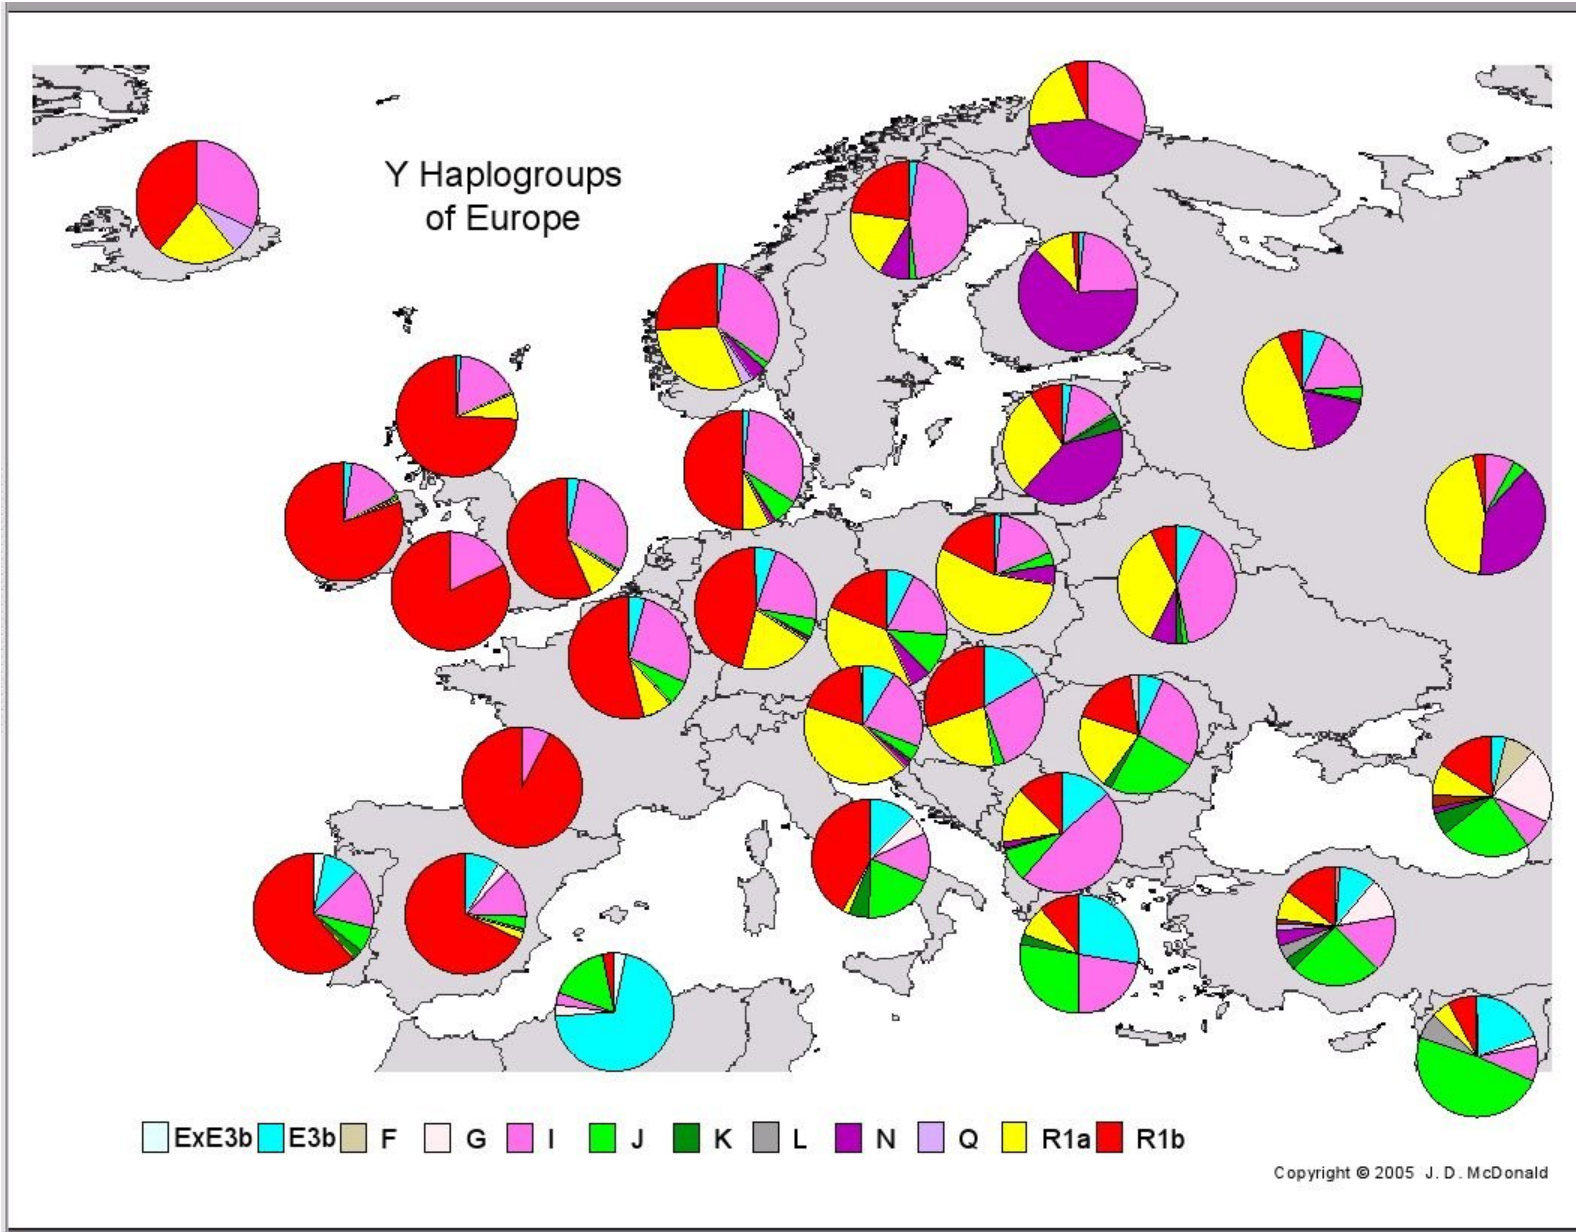 Y Haplogroups
of Europe
ExE3b E3b F G I J K L N Q R1a R1b
Copyright © 2005 J. D. McDonald